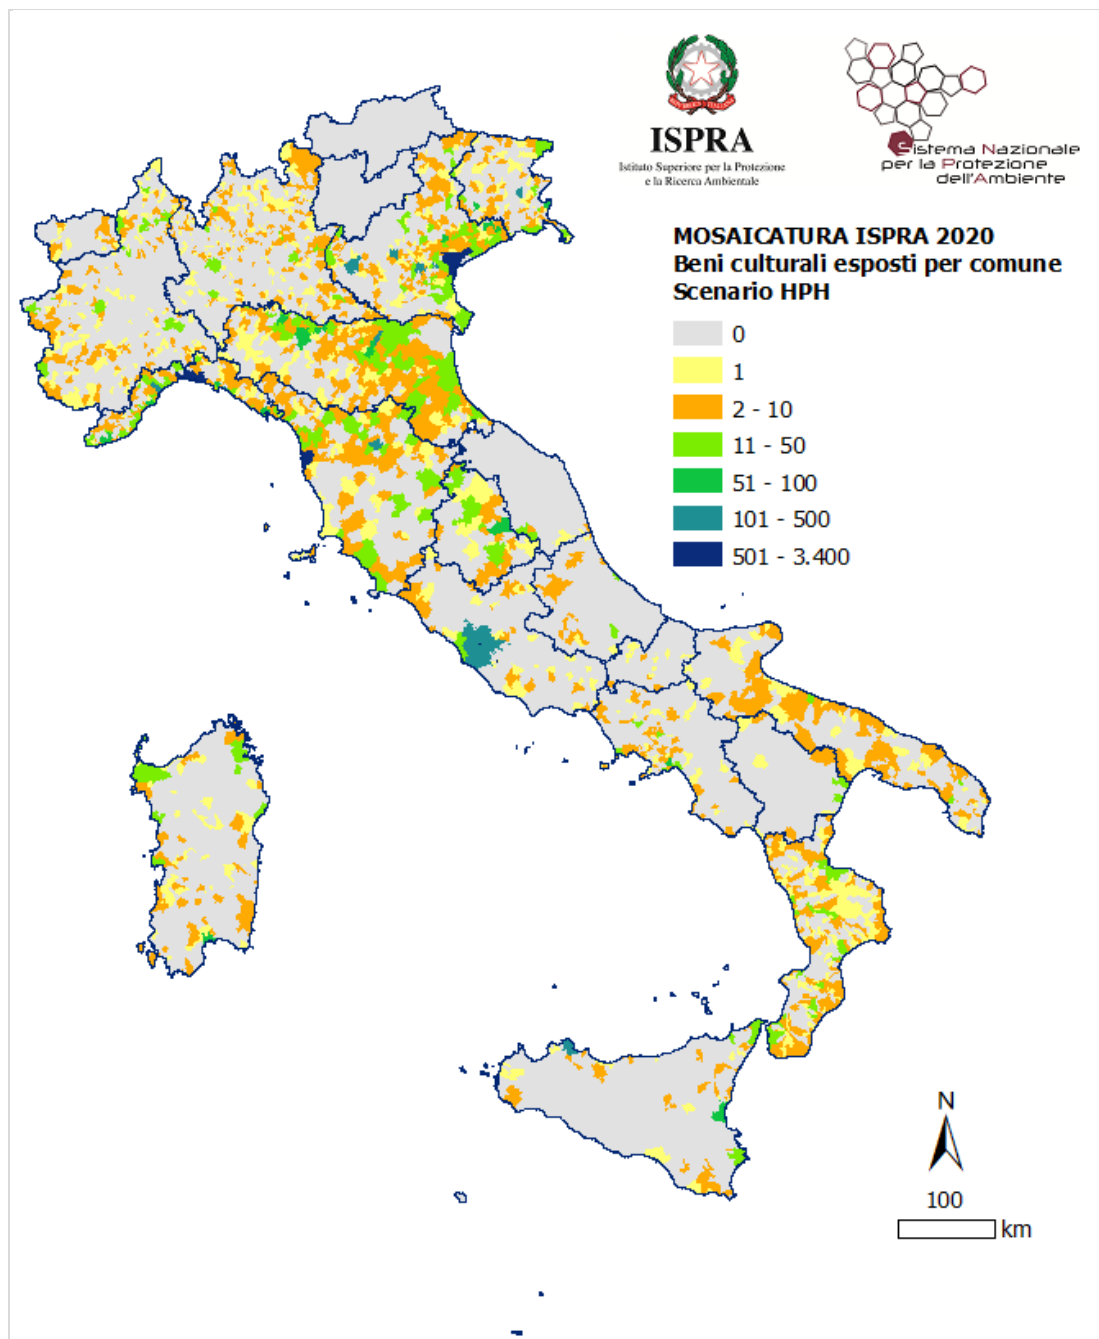 REPVBBLICA ITALIANA
ISPRA
Istituto Superiore per la Protezione
e la Ricerca Ambientale
Sistema Nazionale
per la Protezione
dell'Ambiente
MOSAICATURA ISPRA 2020
Beni culturali esposti per comune
Scenario HPH
0
1
2 - 10
11 - 50
51 - 100
101 - 500
501 - 3.400
N
100
km